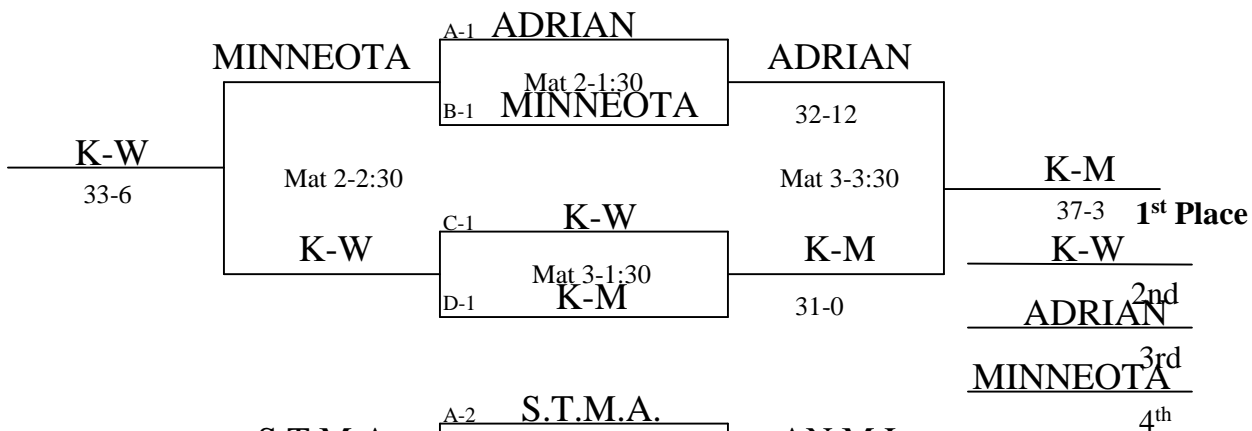 A-1 ADRIAN
MINNEOTA ADRIAN
Mat 2-1:30
B-1 MINNEOTA
32-12
K-W
33-6
Mat 2-2:30
Mat 3-3:30
K-M
37-3 1st Place
C-1 K-W
K-W K-M
K-W
2nd
Mat 3-1:30
D-1 K-M
31-0
ADRIAN
3rd
MINNEOTA
4th
A-2 S.T.M.A.